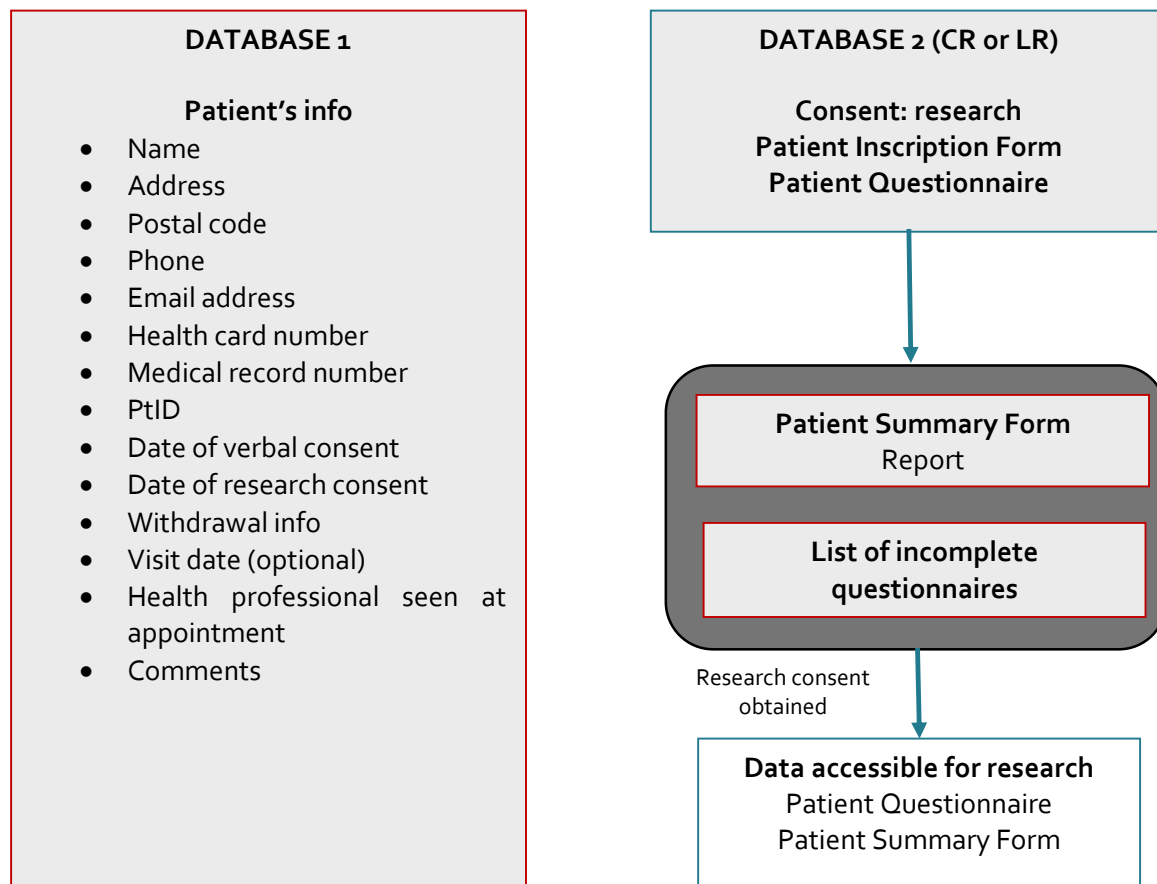 DATABASE 1
Patient's info
• Name
• Address
• Postal code
• Phone
• Email address
• Health card number
• Medical record number
• PtID
• Date of verbal consent
• Date of research consent
• Withdrawal info
• Visit date (optional)
• Health professional seen at
appointment
• Comments
DATABASE 2 (CR or LR)
Consent: research
Patient Inscription Form
Patient Questionnaire
Patient Summary Form
Report
List of incomplete
questionnaires
Research consent
obtained
Data accessible for research
Patient Questionnaire
Patient Summary Form